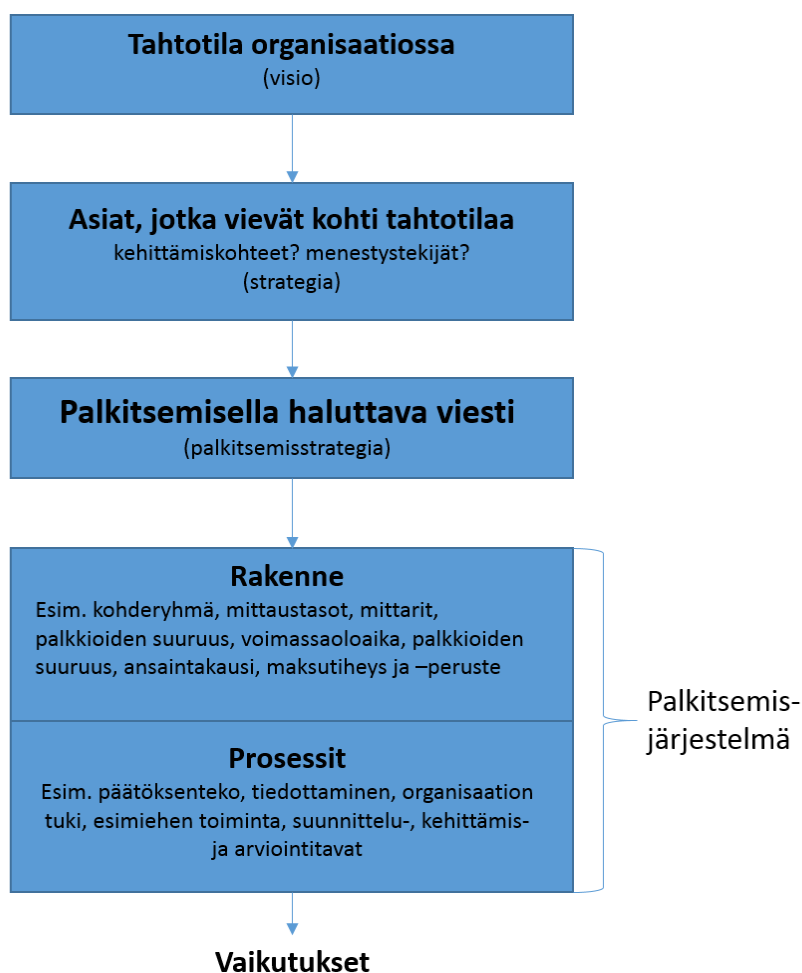 Tahtotila organisaatiossa
(visio)
Asiat, jotka vievät kohti tahtotilaa
kehittämiskohteet? menestystekijät?
(strategia)
Palkitsemisella haluttava viesti
(palkitsemisstrategia)
Rakenne
Esim. kohderyhmä, mittaustasot, mittarit,
palkkioiden suuruus, voimassaoloaika, palkkioiden
suuruus, ansaintakausi, maksutiheys ja –peruste
Prosessit
Esim. päätöksenteko, tiedottaminen, organisaation
tuki, esimiehen toiminta, suunnittelu-, kehittämis-
ja arviointitavat
Palkitsemis-
järjestelmä
Vaikutukset